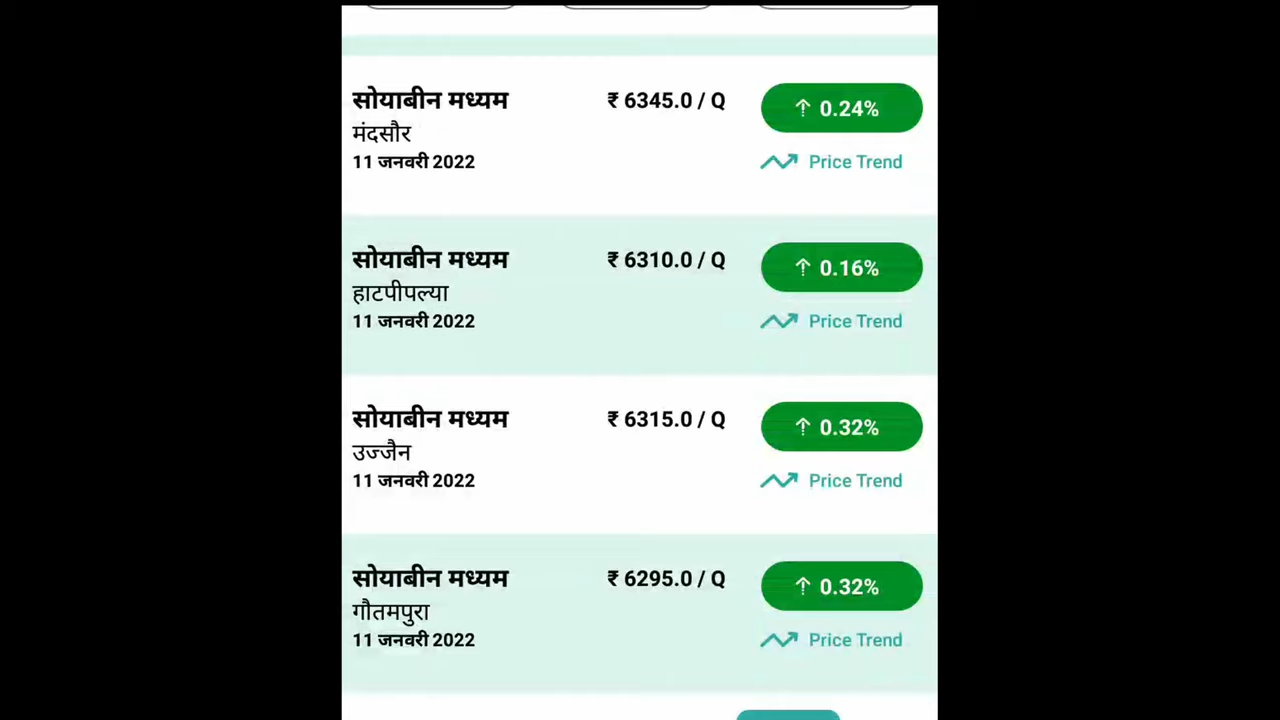 सोयाबीन मध्यम ₹ 6345.0 / Q ↑ 0.24%
मंदसौर
11 जनवरी 2022 Price Trend
सोयाबीन मध्यम ₹ 6310.0 / Q ↑ 0.16%
हाटपीपल्या
11 जनवरी 2022 Price Trend
सोयाबीन मध्यम ₹ 6315.0 / Q ↑ 0.32%
उज्जैन
11 जनवरी 2022 Price Trend
सोयाबीन मध्यम ₹ 6295.0 / Q ↑ 0.32%
गौतमपुरा
11 जनवरी 2022 Price Trend